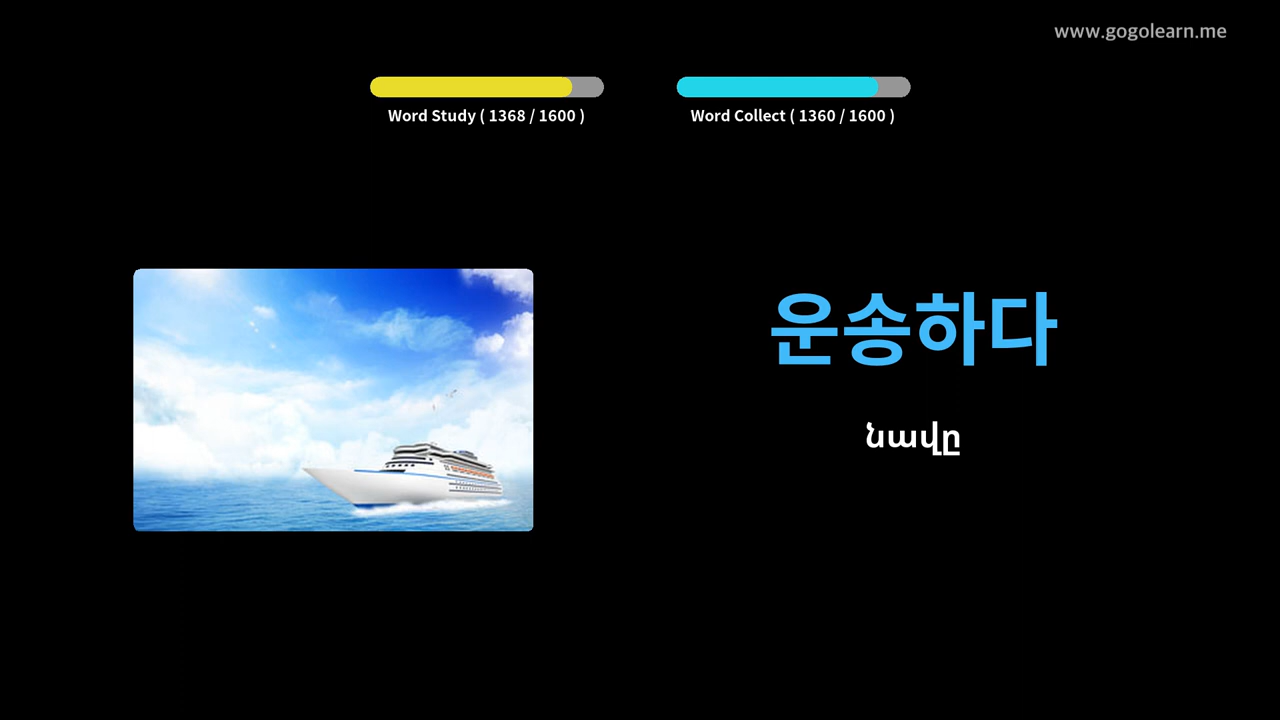 www.gogolearn.me
Word Study ( 1368 / 1600 )
Word Collect ( 1360 / 1600 )
운송하다
նավը